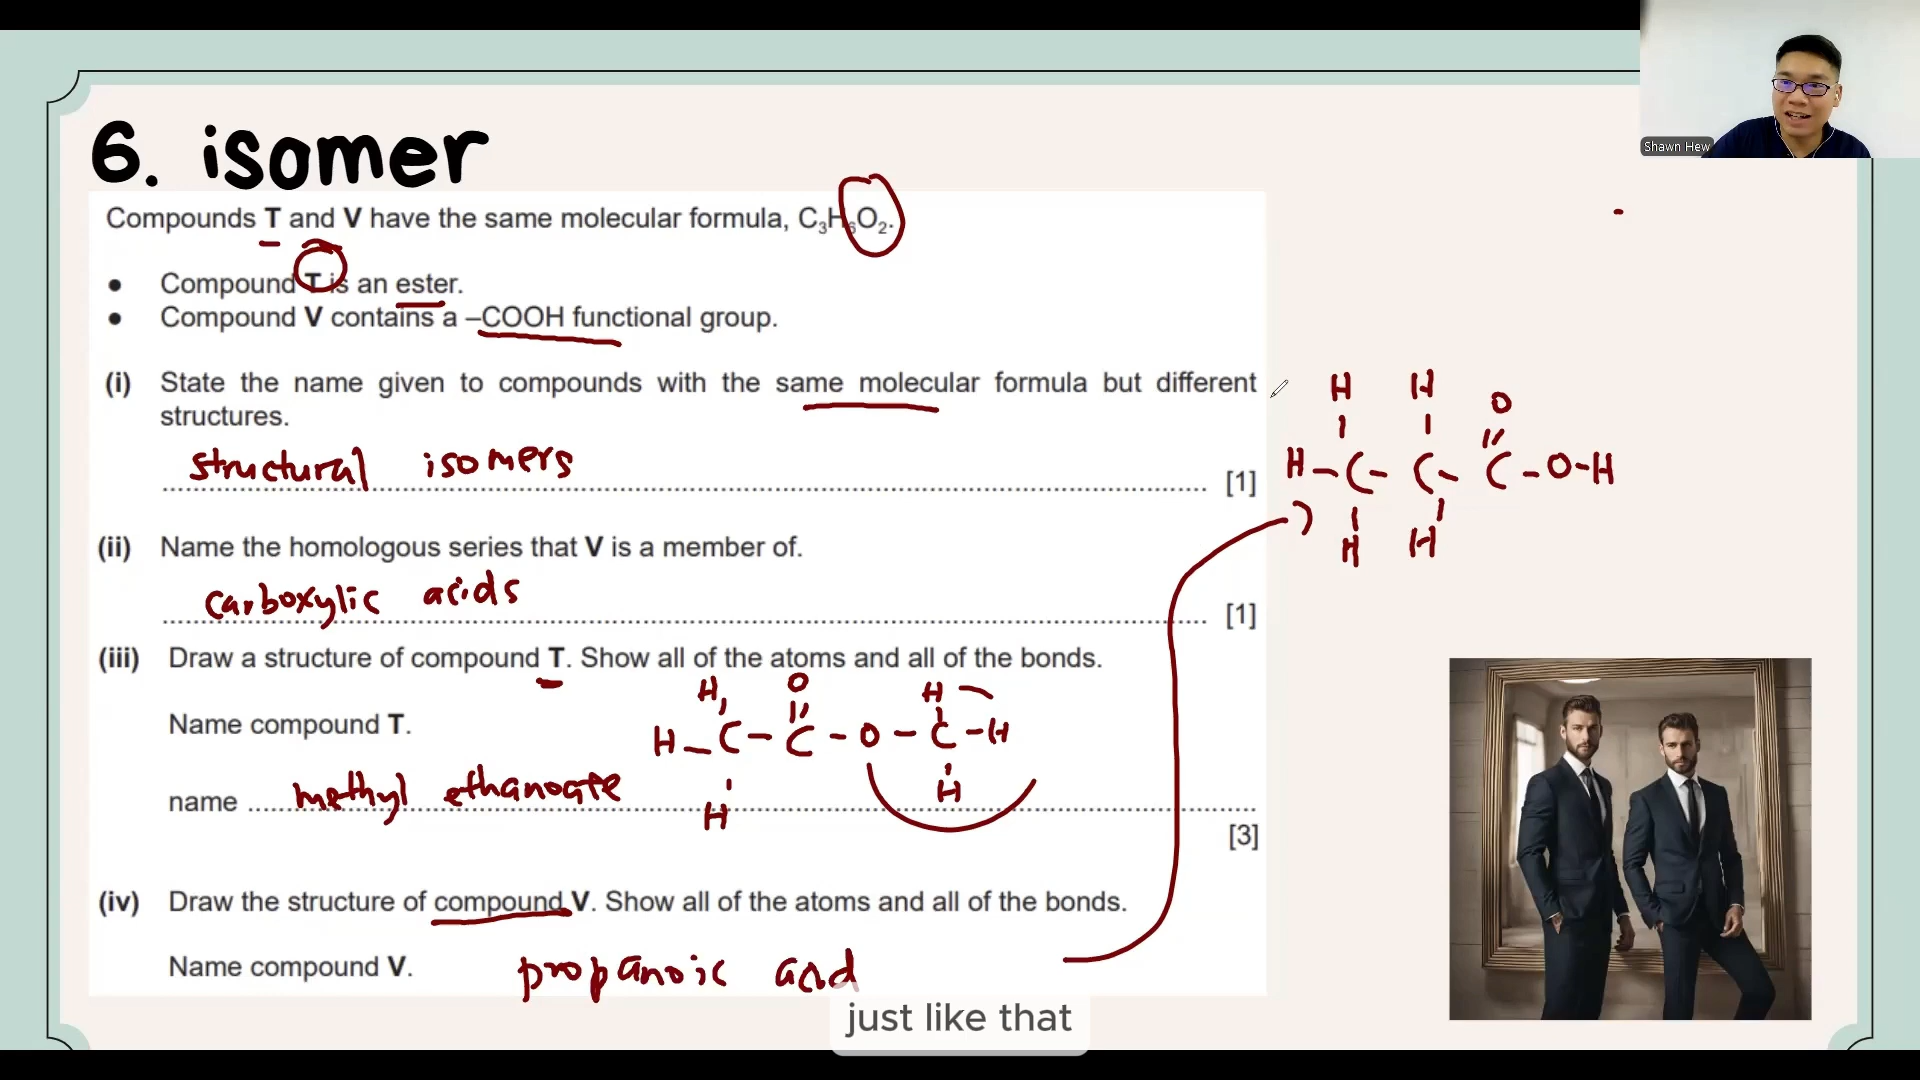 Shawn Hew
6. isomer
Compounds T and V have the same molecular formula, C₃H₆O₂.
● Compound T is an ester.
● Compound V contains a –COOH functional group.
(i) State the name given to compounds with the same molecular formula but different
structures.
structural isomers
[1]
(ii) Name the homologous series that V is a member of.
carboxylic acids
[1]
(iii) Draw a structure of compound T. Show all of the atoms and all of the bonds.
H O H
Name compound T.
H – C – C – O – C – H
name methyl ethanoate
H H
[3]
(iv) Draw the structure of compound V. Show all of the atoms and all of the bonds.
Name compound V. propanoic acid
H H O
H – C – C – C – O – H
H H
just like that